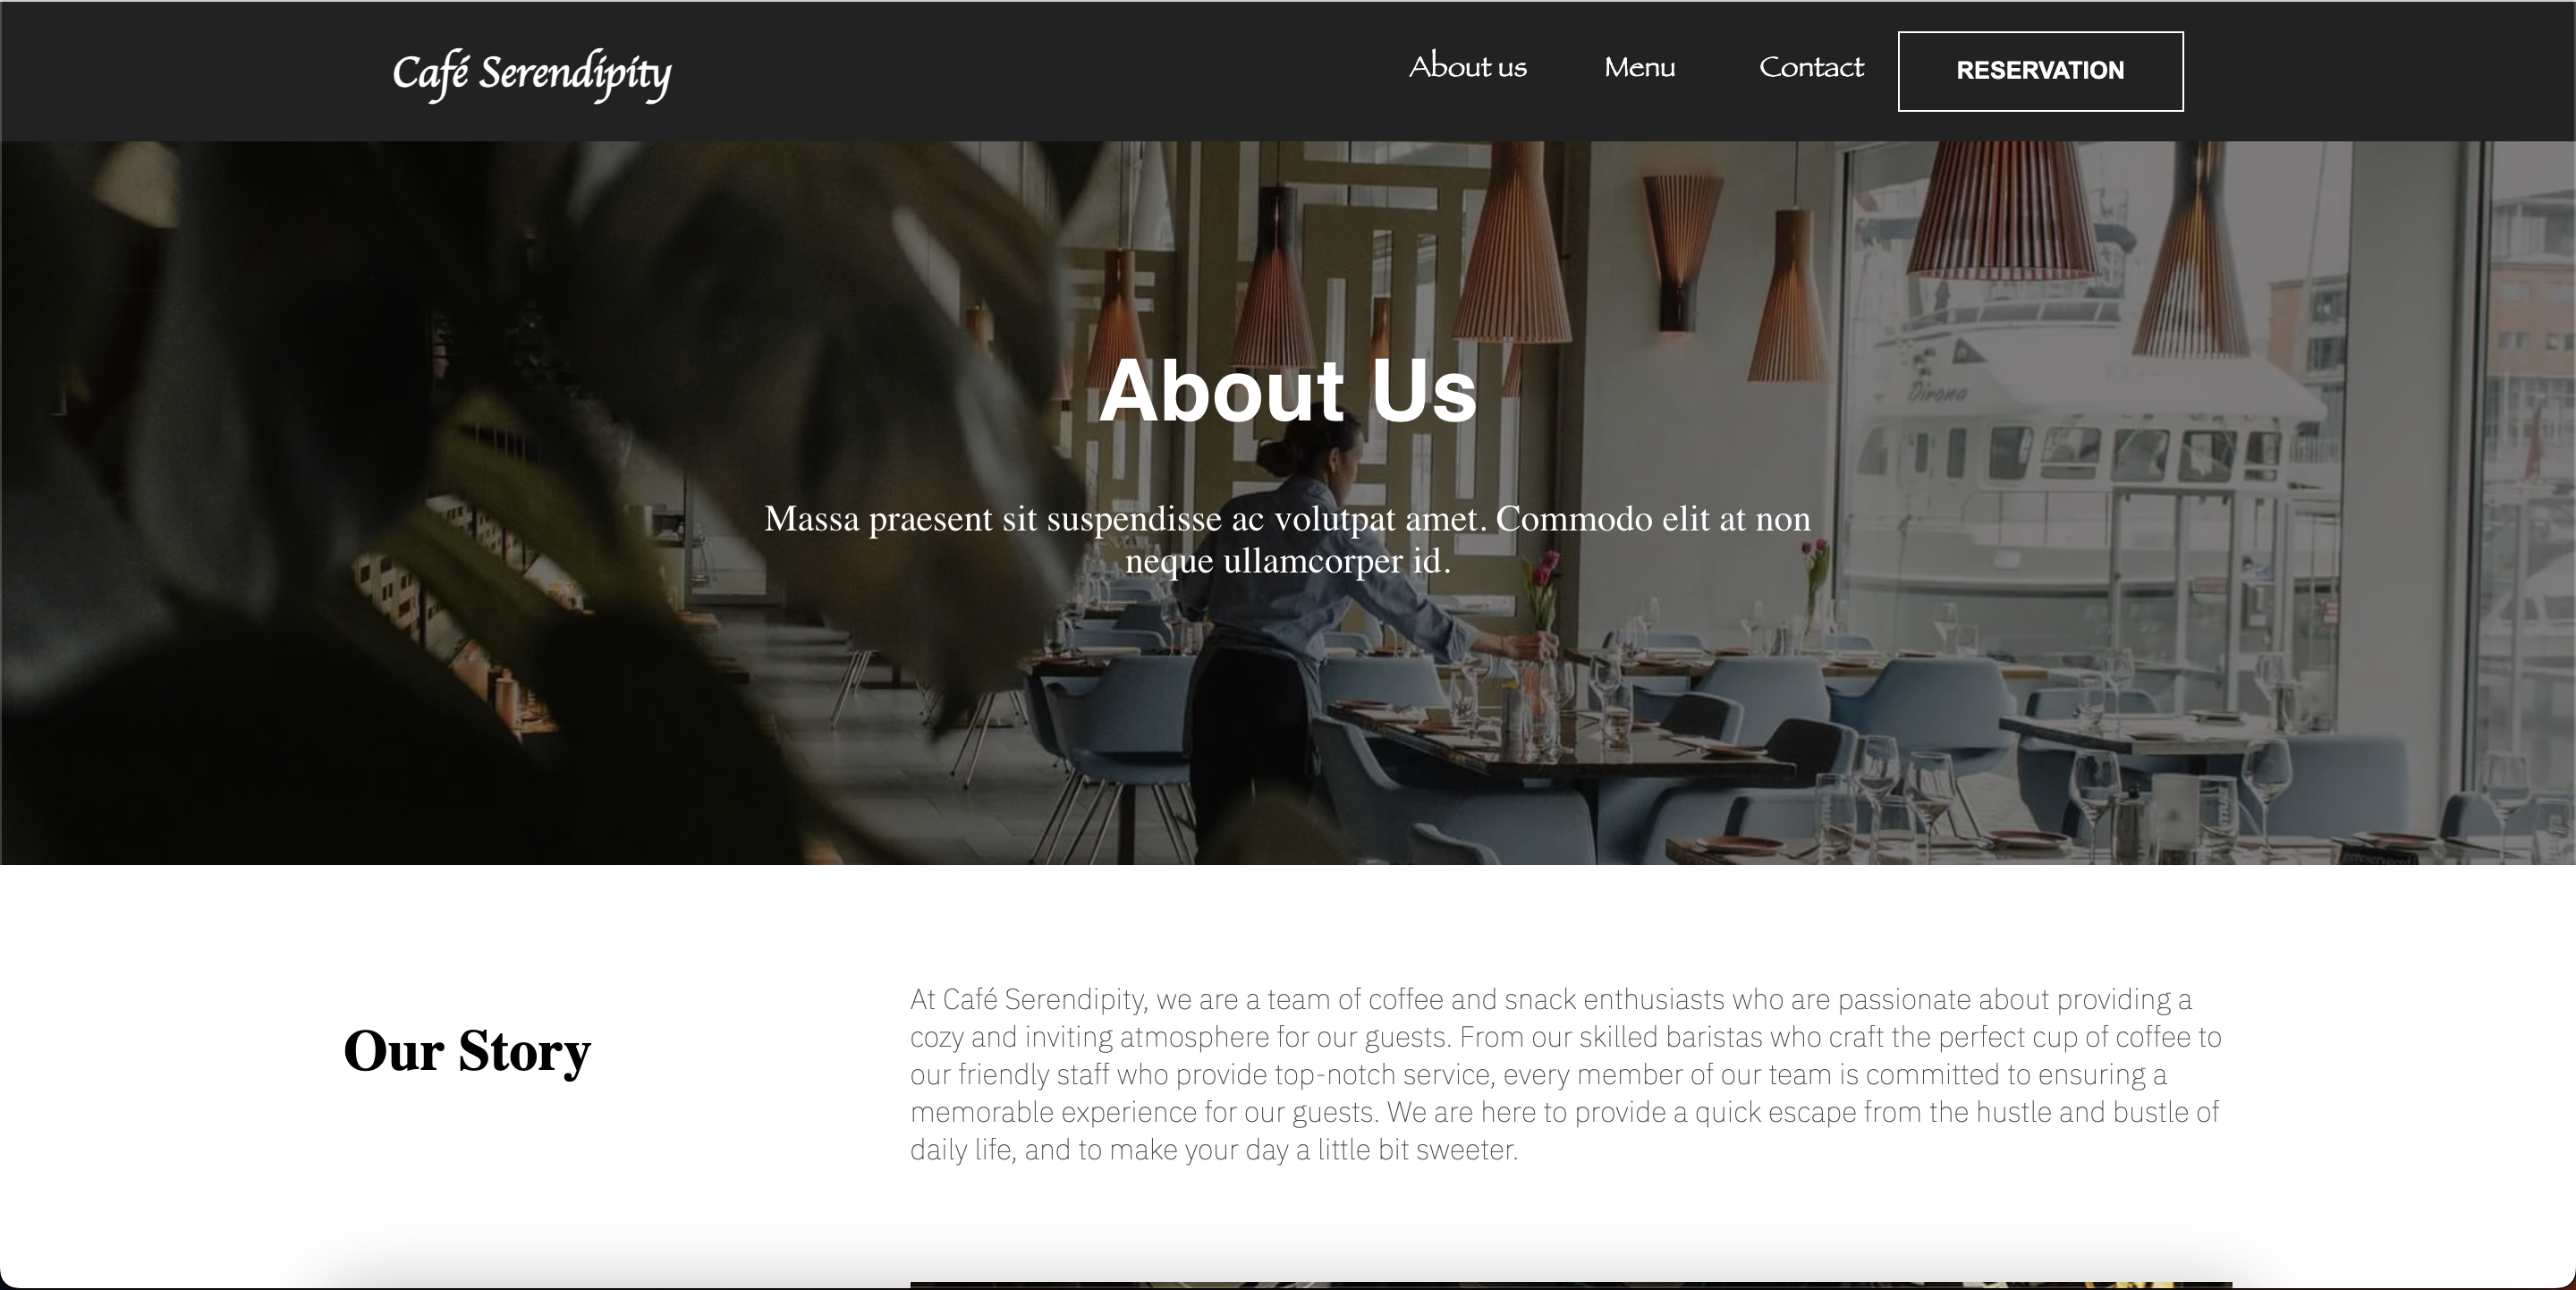 Café Serendipity
About us
Menu
Contact
RESERVATION
About Us
Massa praesent sit suspendisse ac volutpat amet. Commodo elit at non
neque ullamcorper id.
Dirona
Our Story
At Café Serendipity, we are a team of coffee and snack enthusiasts who are passionate about providing a
cozy and inviting atmosphere for our guests. From our skilled baristas who craft the perfect cup of coffee to
our friendly staff who provide top-notch service, every member of our team is committed to ensuring a
memorable experience for our guests. We are here to provide a quick escape from the hustle and bustle of
daily life, and to make your day a little bit sweeter.